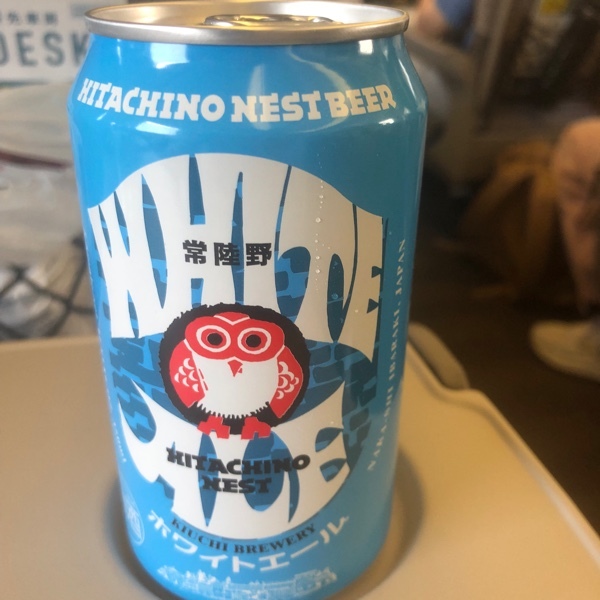 DESK
HITACHINO NEST BEER
WHITE
常陸野
ALE
HITACHINO
NEST
KIUCHI BREWERY
ホワイトエール
NAKA-SHI IBARAKI, JAPAN